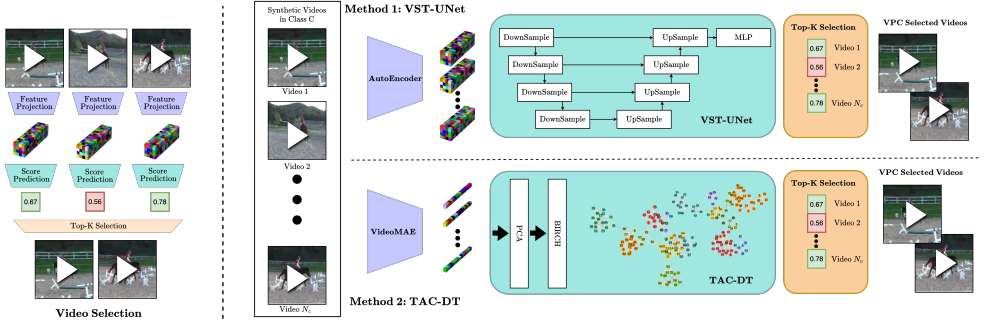 Feature
Projection
Feature
Projection
Feature
Projection
Score
Prediction
Score
Prediction
Score
Prediction
0.67
0.56
0.78
Top-K Selection
Video Selection
Synthetic Videos
in Class C
Video 1
Video 2
Video N_c
Method 1: VST-UNet
AutoEncoder
DownSample
UpSample
MLP
DownSample
UpSample
DownSample
UpSample
DownSample
UpSample
VST-UNet
Top-K Selection
0.67
Video 1
0.56
Video 2
0.78
Video N_c
VPC Selected Videos
VideoMAE
PCA
BIRCH
TAC-DT
Top-K Selection
0.67
Video 1
0.56
Video 2
0.78
Video N_c
VPC Selected Videos
Method 2: TAC-DT